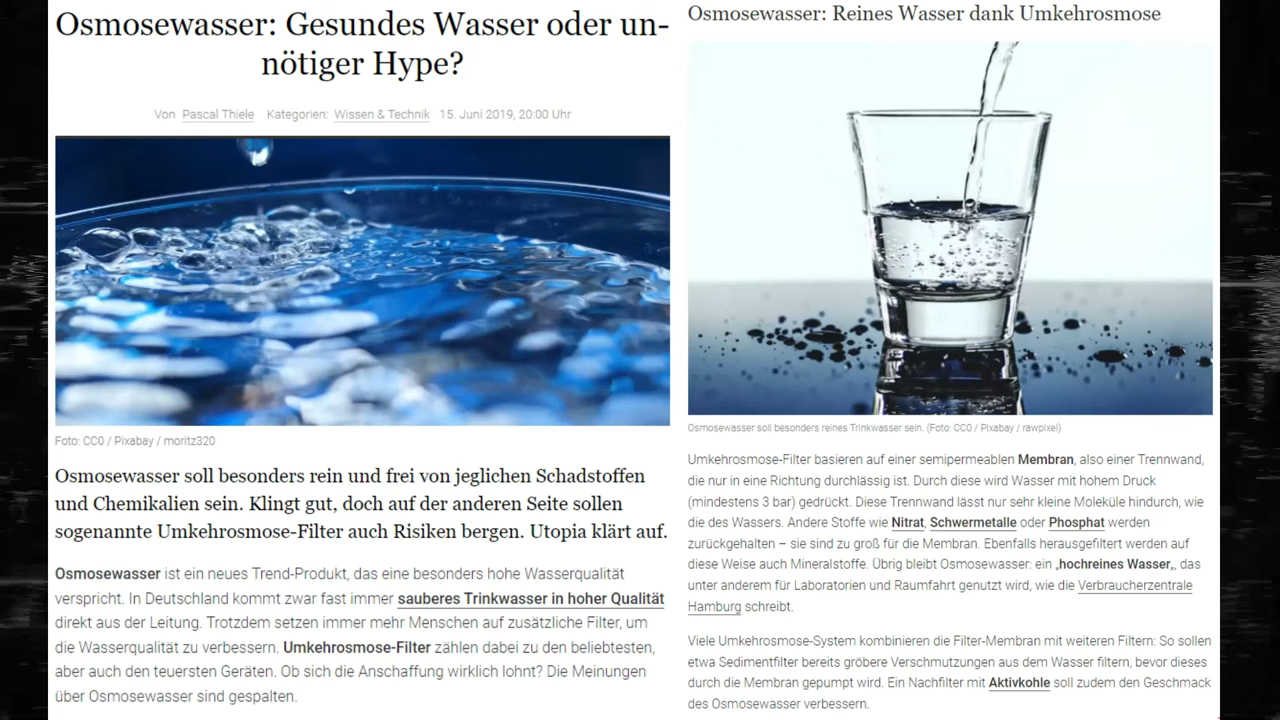 Osmosewasser: Gesundes Wasser oder un-
nötiger Hype?
Von Pascal Thiele Kategorien: Wissen & Technik 15. Juni 2019, 20:00 Uhr
Foto: CC0 / Pixabay / moritz320
Osmosewasser soll besonders rein und frei von jeglichen Schadstoffen
und Chemikalien sein. Klingt gut, doch auf der anderen Seite sollen
sogenannte Umkehrosmose-Filter auch Risiken bergen. Utopia klärt auf.
Osmosewasser ist ein neues Trend-Produkt, das eine besonders hohe Wasserqualität
verspricht. In Deutschland kommt zwar fast immer sauberes Trinkwasser in hoher Qualität
direkt aus der Leitung. Trotzdem setzen immer mehr Menschen auf zusätzliche Filter, um
die Wasserqualität zu verbessern. Umkehrosmose-Filter zählen dabei zu den beliebtesten,
aber auch den teuersten Geräten. Ob sich die Anschaffung wirklich lohnt? Die Meinungen
über Osmosewasser sind gespalten.
Osmosewasser: Reines Wasser dank Umkehrosmose
Osmosewasser soll besonders reines Trinkwasser sein. (Foto: CC0 / Pixabay / rawpixel)
Umkehrosmose-Filter basieren auf einer semipermeablen Membran, also einer Trennwand,
die nur in eine Richtung durchlässig ist. Durch diese wird Wasser mit hohem Druck
(mindestens 3 bar) gedrückt. Diese Trennwand lässt nur sehr kleine Moleküle hindurch, wie
die des Wassers. Andere Stoffe wie Nitrat, Schwermetalle oder Phosphat werden
zurückgehalten – sie sind zu groß für die Membran. Ebenfalls herausgefiltert werden auf
diese Weise auch Mineralstoffe. Übrig bleibt Osmosewasser: ein „hochreines Wasser„, das
unter anderem für Laboratorien und Raumfahrt genutzt wird, wie die Verbraucherzentrale
Hamburg schreibt.
Viele Umkehrosmose-System kombinieren die Filter-Membran mit weiteren Filtern: So sollen
etwa Sedimentfilter bereits gröbere Verschmutzungen aus dem Wasser filtern, bevor dieses
durch die Membran gepumpt wird. Ein Nachfilter mit Aktivkohle soll zudem den Geschmack
des Osmosewasser verbessern.